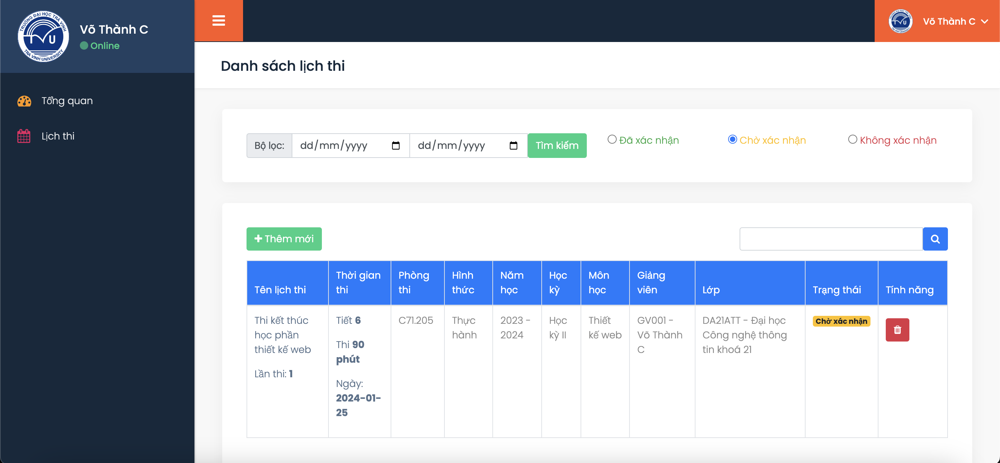 TRƯỜNG ĐẠI HỌC TRÀ VINH
TVU
TRA VINH UNIVERSITY
Võ Thành C
Online
Võ Thành C
Tổng quan
Lịch thi
Danh sách lịch thi
Bộ lọc: dd/mm/yyyy dd/mm/yyyy Tìm kiếm
Đã xác nhận Chờ xác nhận Không xác nhận
Thêm mới
Tên lịch thi
Thời gian
thi
Phòng
thi
Hình
thức
Năm
học
Học
kỳ
Môn
học
Giảng
viên
Lớp
Trạng thái
Tính năng
Thi kết thúc
học phần
thiết kế web
Lần thi: 1
Tiết 6
Thi 90
phút
Ngày:
2024-01-
25
C71.205
Thực
hành
2023 -
2024
Học
kỳ II
Thiết
kế web
GV001 -
Võ Thành
C
DA21ATT - Đại học
Công nghệ thông
tin khoá 21
Chờ xác nhận